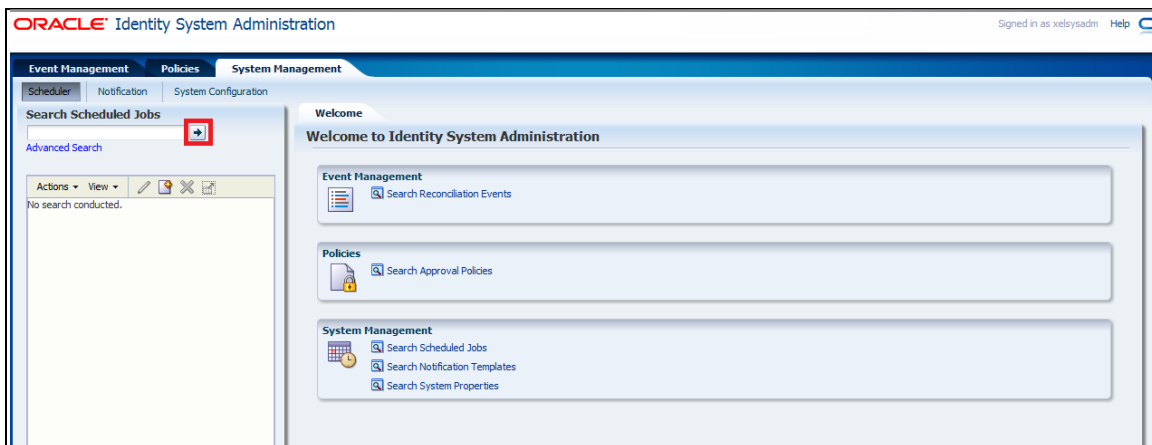 ORACLE Identity System Administration
Signed in as xelsysadm Help
Event Management Policies System Management
Scheduler Notification System Configuration
Search Scheduled Jobs
Advanced Search
Actions View
No search conducted.
Welcome
Welcome to Identity System Administration
Event Management
Search Reconciliation Events
Policies
Search Approval Policies
System Management
Search Scheduled Jobs
Search Notification Templates
Search System Properties